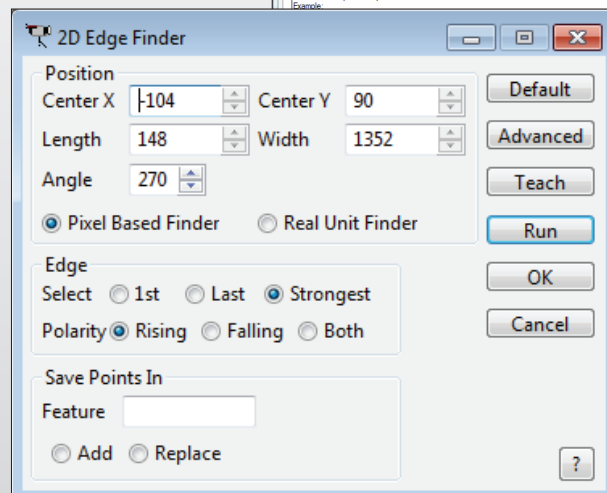 Example:
2D Edge Finder
Position
Center X -104 Center Y 90
Default
Length 148 Width 1352
Advanced
Angle 270
Teach
Pixel Based Finder Real Unit Finder
Run
Edge
Select 1st Last Strongest
OK
Polarity Rising Falling Both
Cancel
Save Points In
Feature
Add Replace
?